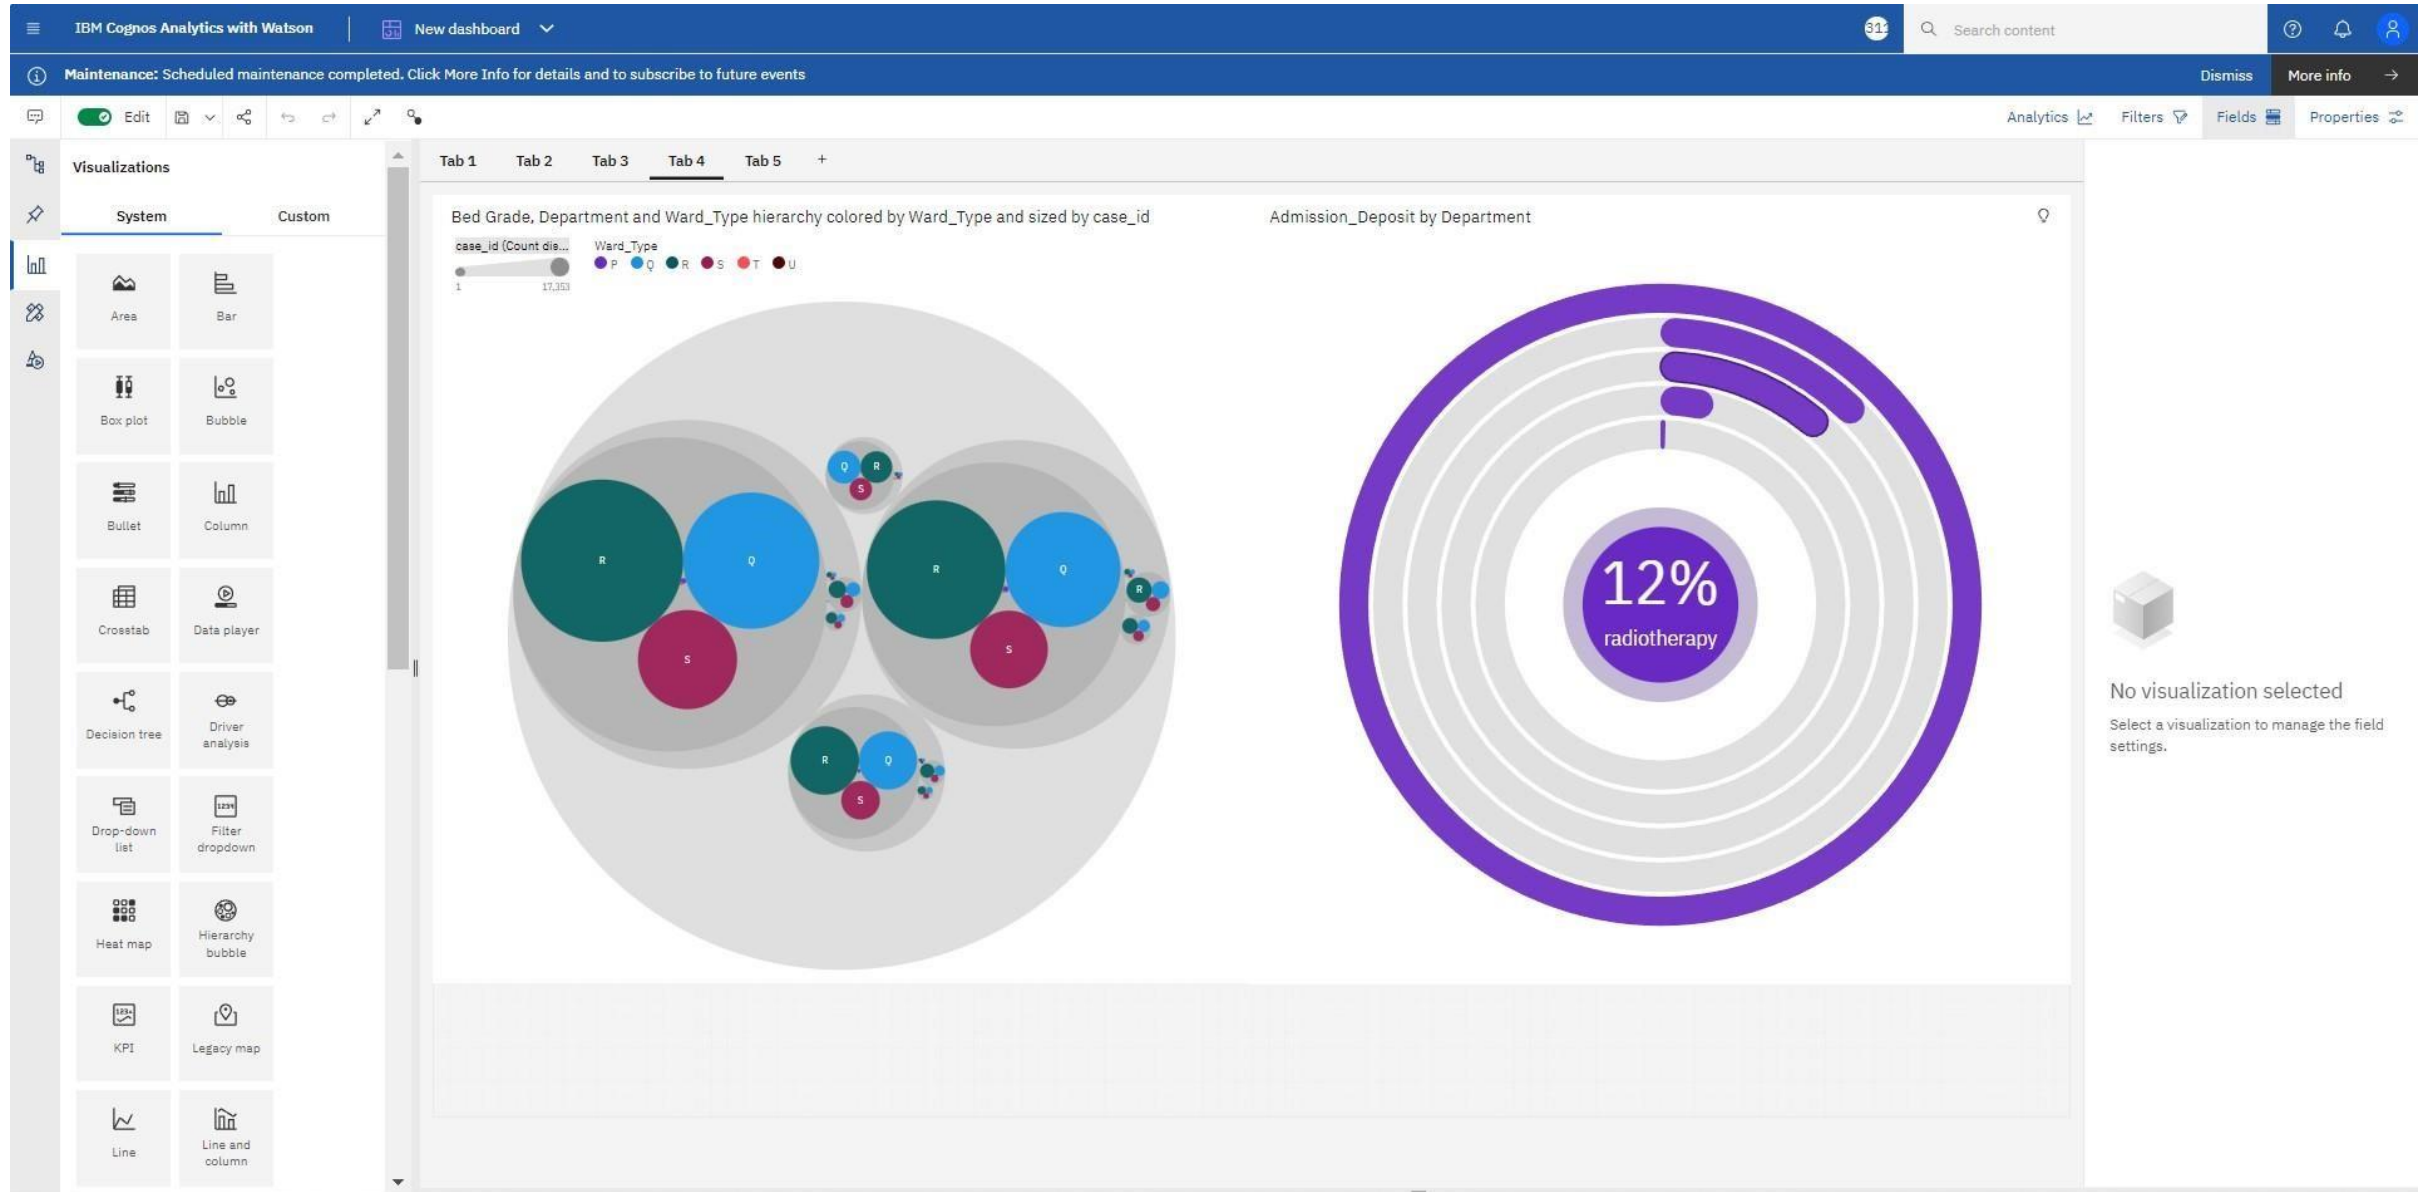 IBM Cognos Analytics with Watson
New dashboard
Search content
Maintenance: Scheduled maintenance completed. Click More Info for details and to subscribe to future events
Dismiss
More info
Edit
Analytics
Filters
Fields
Properties
Visualizations
System
Custom
Area
Bar
Box plot
Bubble
Bullet
Column
Crosstab
Data player
Decision tree
Driver
analysis
Drop-down
list
Filter
dropdown
Heat map
Hierarchy
bubble
KPI
Legacy map
Line
Line and
column
Tab 1
Tab 2
Tab 3
Tab 4
Tab 5
Bed Grade, Department and Ward_Type hierarchy colored by Ward_Type and sized by case_id
case_id (Count dis...
1
17,353
Ward_Type
P
Q
R
S
T
U
Q
R
S
R
Q
S
R
Q
S
R
R
Q
S
Admission_Deposit by Department
12%
radiotherapy
No visualization selected
Select a visualization to manage the field
settings.